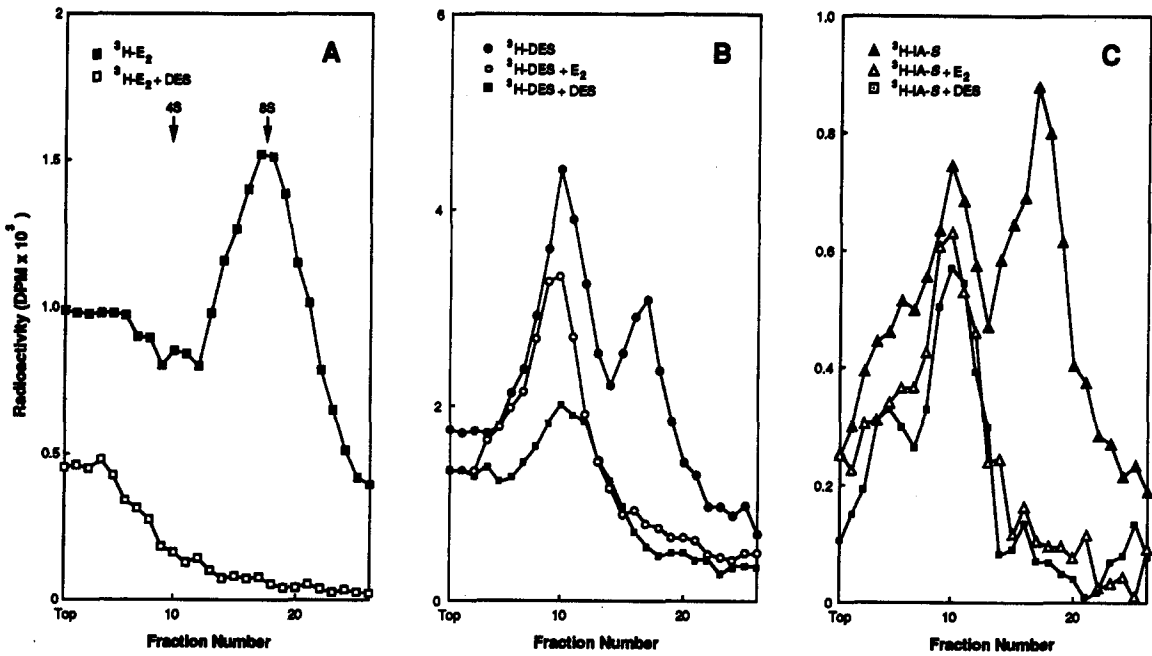 Radioactivity (DPM x 10³)
A
³H-E₂
³H-E₂ + DES
4S
8S
2
1.5
1.0
0.5
0
Top
10
20
Fraction Number
B
³H-DES
³H-DES + E₂
³H-DES + DES
6
4
2
0
Top
10
20
Fraction Number
C
³H-IA-S
³H-IA-S + E₂
³H-IA-S + DES
1.0
0.8
0.6
0.4
0.2
0
Top
10
20
Fraction Number